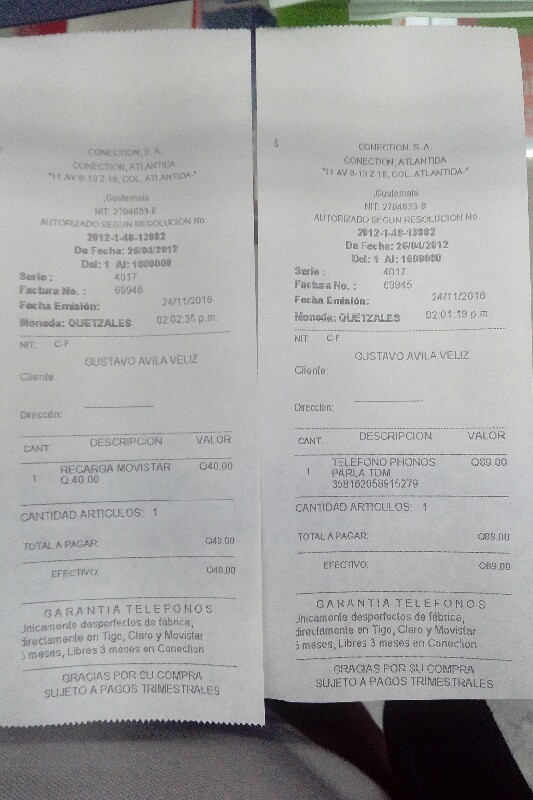 CONECTION, S.A.
CONECTION, ATLANTIDA
"11 AV 8-13 Z 18, COL. ATLANTIDA-"
,Guatemala
NIT: 2704633-8
AUTORIZADO SEGUN RESOLUCION No.
2012-1-46-13882
De Fecha: 26/04/2012
Del: 1 Al: 1000000
Serie : 4017
Factura No. : 69946
Fecha Emisión: 24/11/2016
Moneda: QUETZALES 02:02:35 p.m.
NIT: C-F
GUSTAVO AVILA VELIZ
Cliente
Dirección:
CANT. DESCRIPCION VALOR
1 RECARGA MOVISTAR Q40.00
Q.40.00
CANTIDAD ARTICULOS: 1
TOTAL A PAGAR: Q40.00
EFECTIVO: Q40.00
GARANTIA TELEFONOS
Unicamente desperfectos de fábrica,
directamente en Tigo, Claro y Movistar
meses, Libres 3 meses en Conection
GRACIAS POR SU COMPRA
SUJETO A PAGOS TRIMESTRALES
CONECTION, S.A.
CONECTION, ATLANTIDA
"11 AV 8-13 Z 18, COL. ATLANTIDA-"
,Guatemala
NIT: 2704633-8
AUTORIZADO SEGUN RESOLUCION No.
2012-1-46-13882
De Fecha: 26/04/2012
Del: 1 Al: 1000000
Serie : 4017
Factura No. : 69945
Fecha Emisión: 24/11/2016
Moneda: QUETZALES 02:01:19 p.m.
NIT: C-F
GUSTAVO AVILA VELIZ
Cliente:
Dirección:
CANT. DESCRIPCION VALOR
1 TELEFONO PHONOS Q89.00
PARLA TDM
358162058915279
CANTIDAD ARTICULOS: 1
TOTAL A PAGAR: Q89.00
EFECTIVO: Q89.00
GARANTIA TELEFONOS
Unicamente desperfectos de fábrica,
directamente en Tigo, Claro y Movistar
meses, Libres 3 meses en Conection
GRACIAS POR SU COMPRA
SUJETO A PAGOS TRIMESTRALES